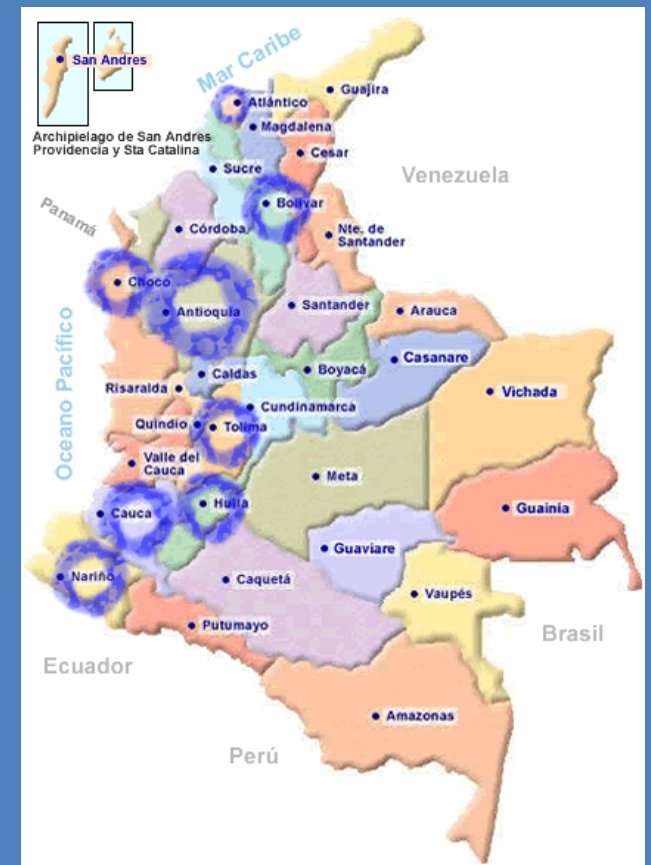 San Andres
Mar Caribe
Guajira
Atlántico
Archipielago de San Andres
Providencia y Sta Catalina
Magdalena
Cesar
Sucre
Venezuela
Bolívar
Panamá
Córdoba
Nte. de
Santander
Choco
Antioquía
Santander
Arauca
Oceano Pacífico
Casanare
Caldas
Boyacá
Risaralda
Vichada
Cundinamarca
Quindio
Tolima
Valle del
Cauca
Meta
Huila
Guainía
Cauca
Guaviare
Nariño
Caquetá
Vaupés
Putumayo
Brasil
Ecuador
Amazonas
Perú